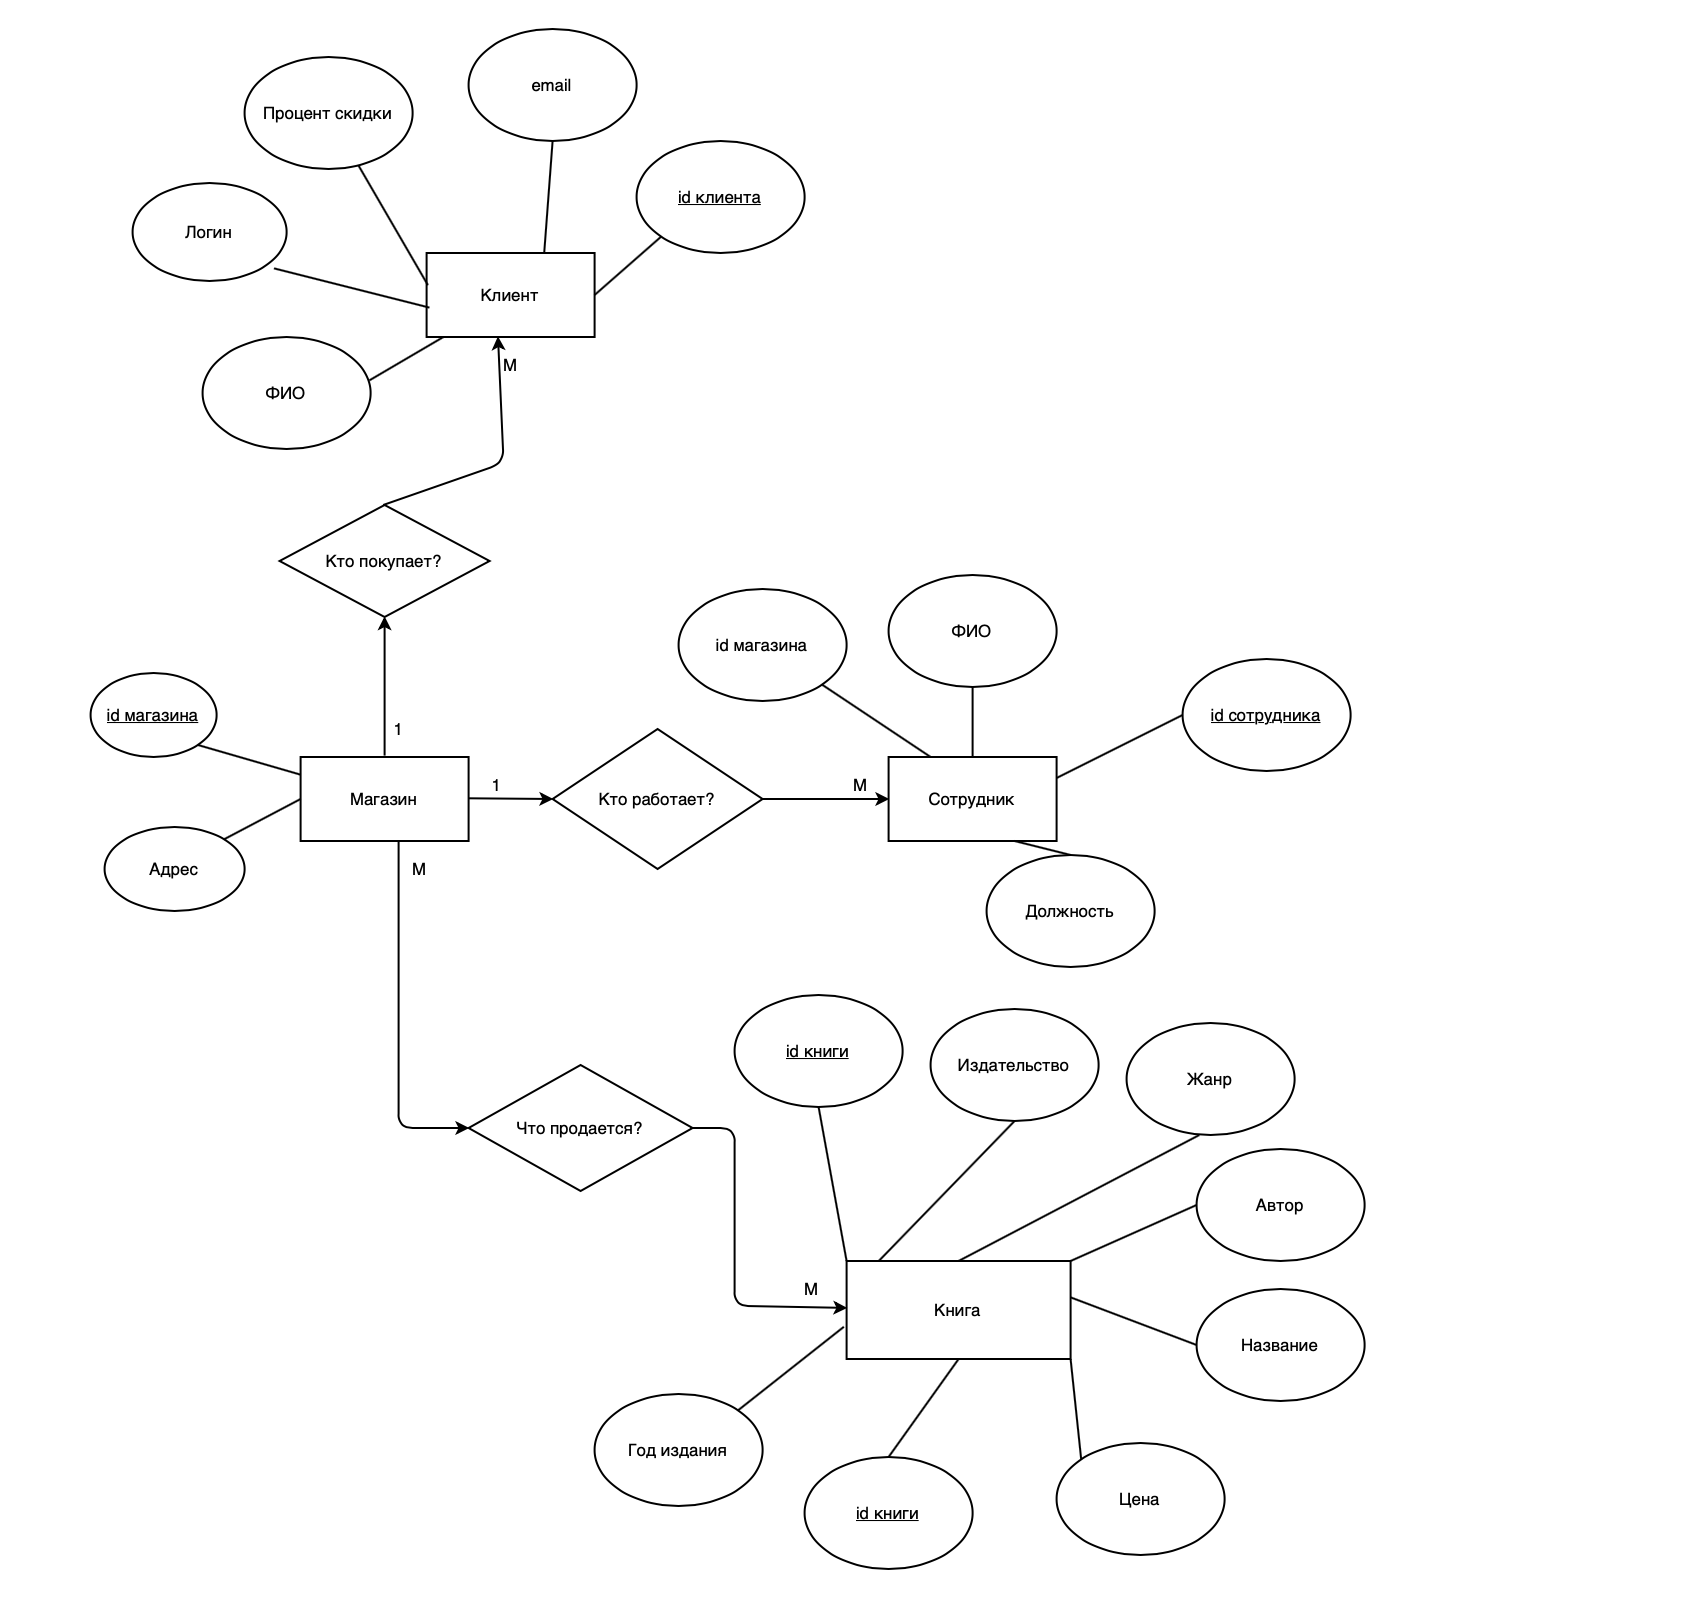 email
Процент скидки
id клиента
Логин
Клиент
M
ФИО
Кто покупает?
ФИО
id магазина
id магазина
id сотрудника
1
1
M
Магазин
Кто работает?
Сотрудник
Адрес
M
Должность
id книги
Издательство
Жанр
Что продается?
Автор
M
Книга
Название
Год издания
id книги
Цена